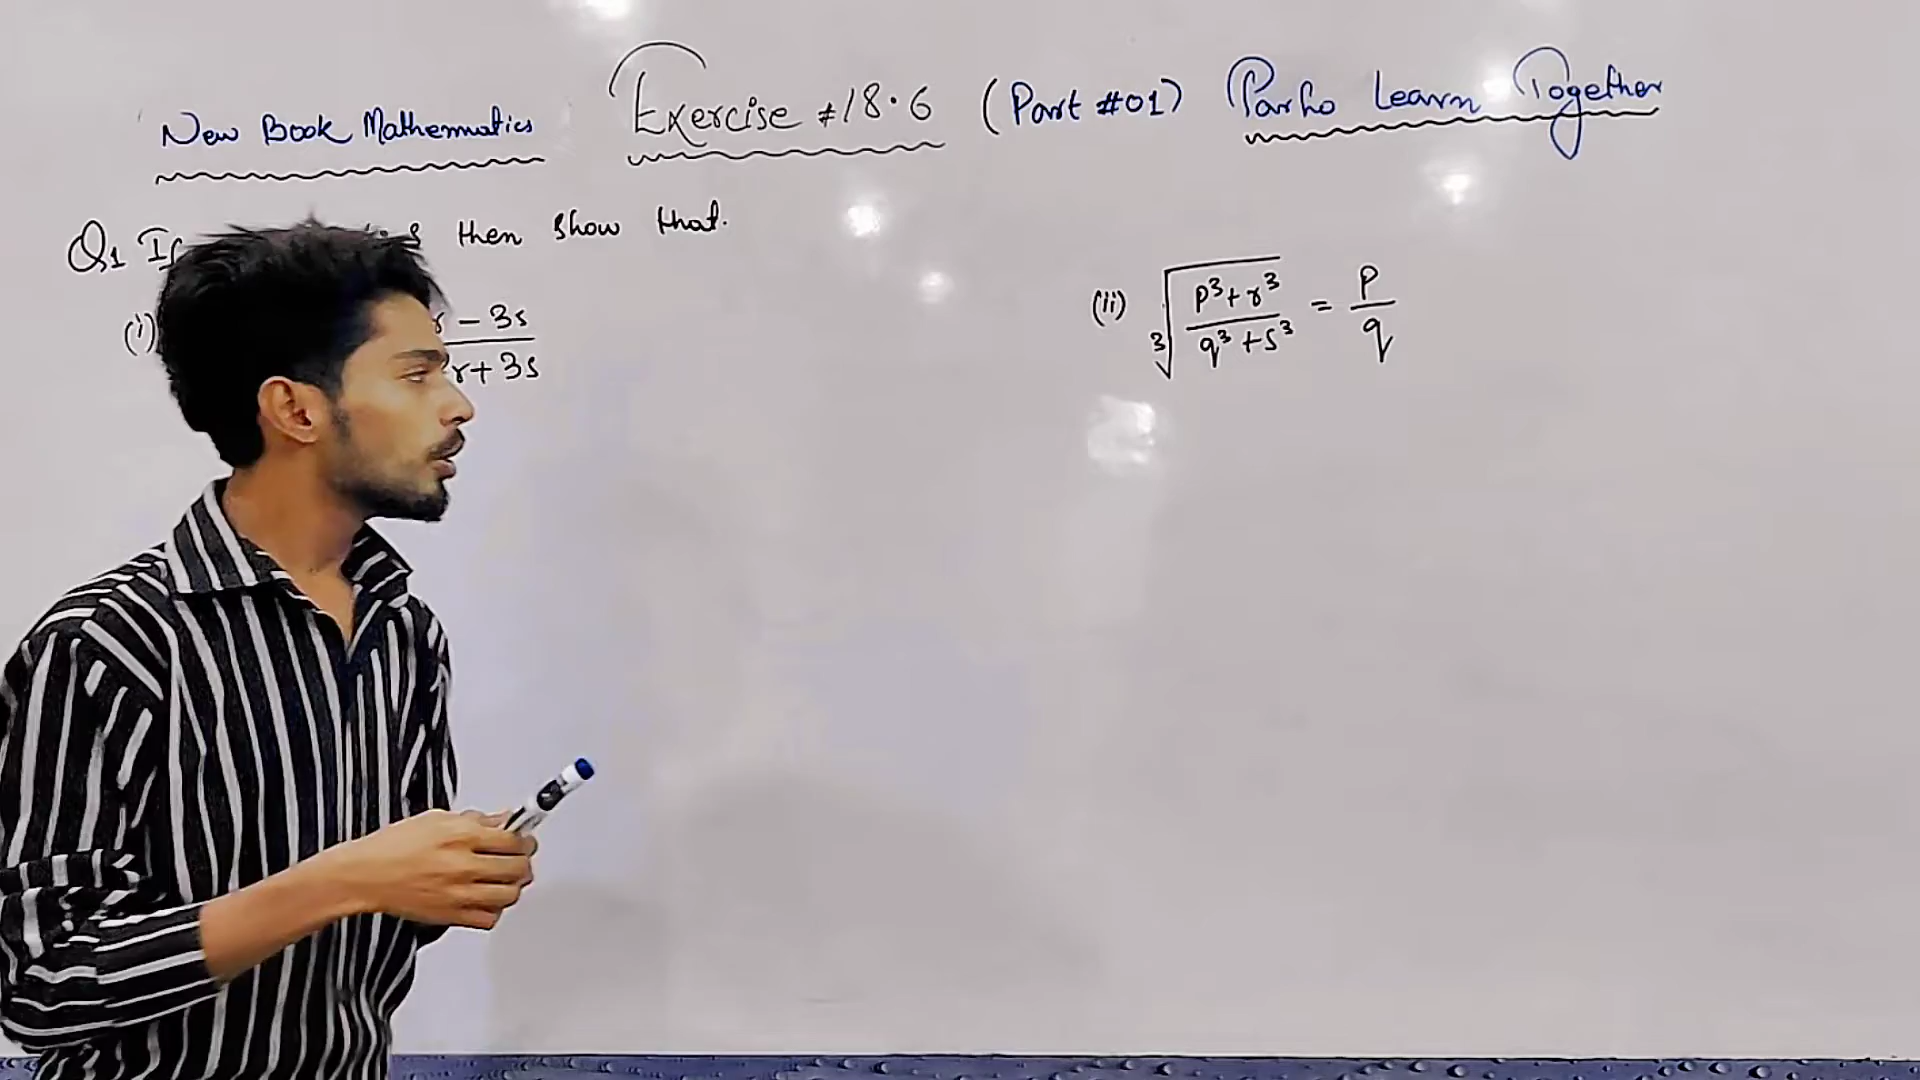 New Book Mathematics Exercise #18.6 (Part #01) Parho Learn Together
Q1 If then show that.
(i) r - 3s / r + 3s
(ii) ∛(p³+r³ / q³+s³) = p/q